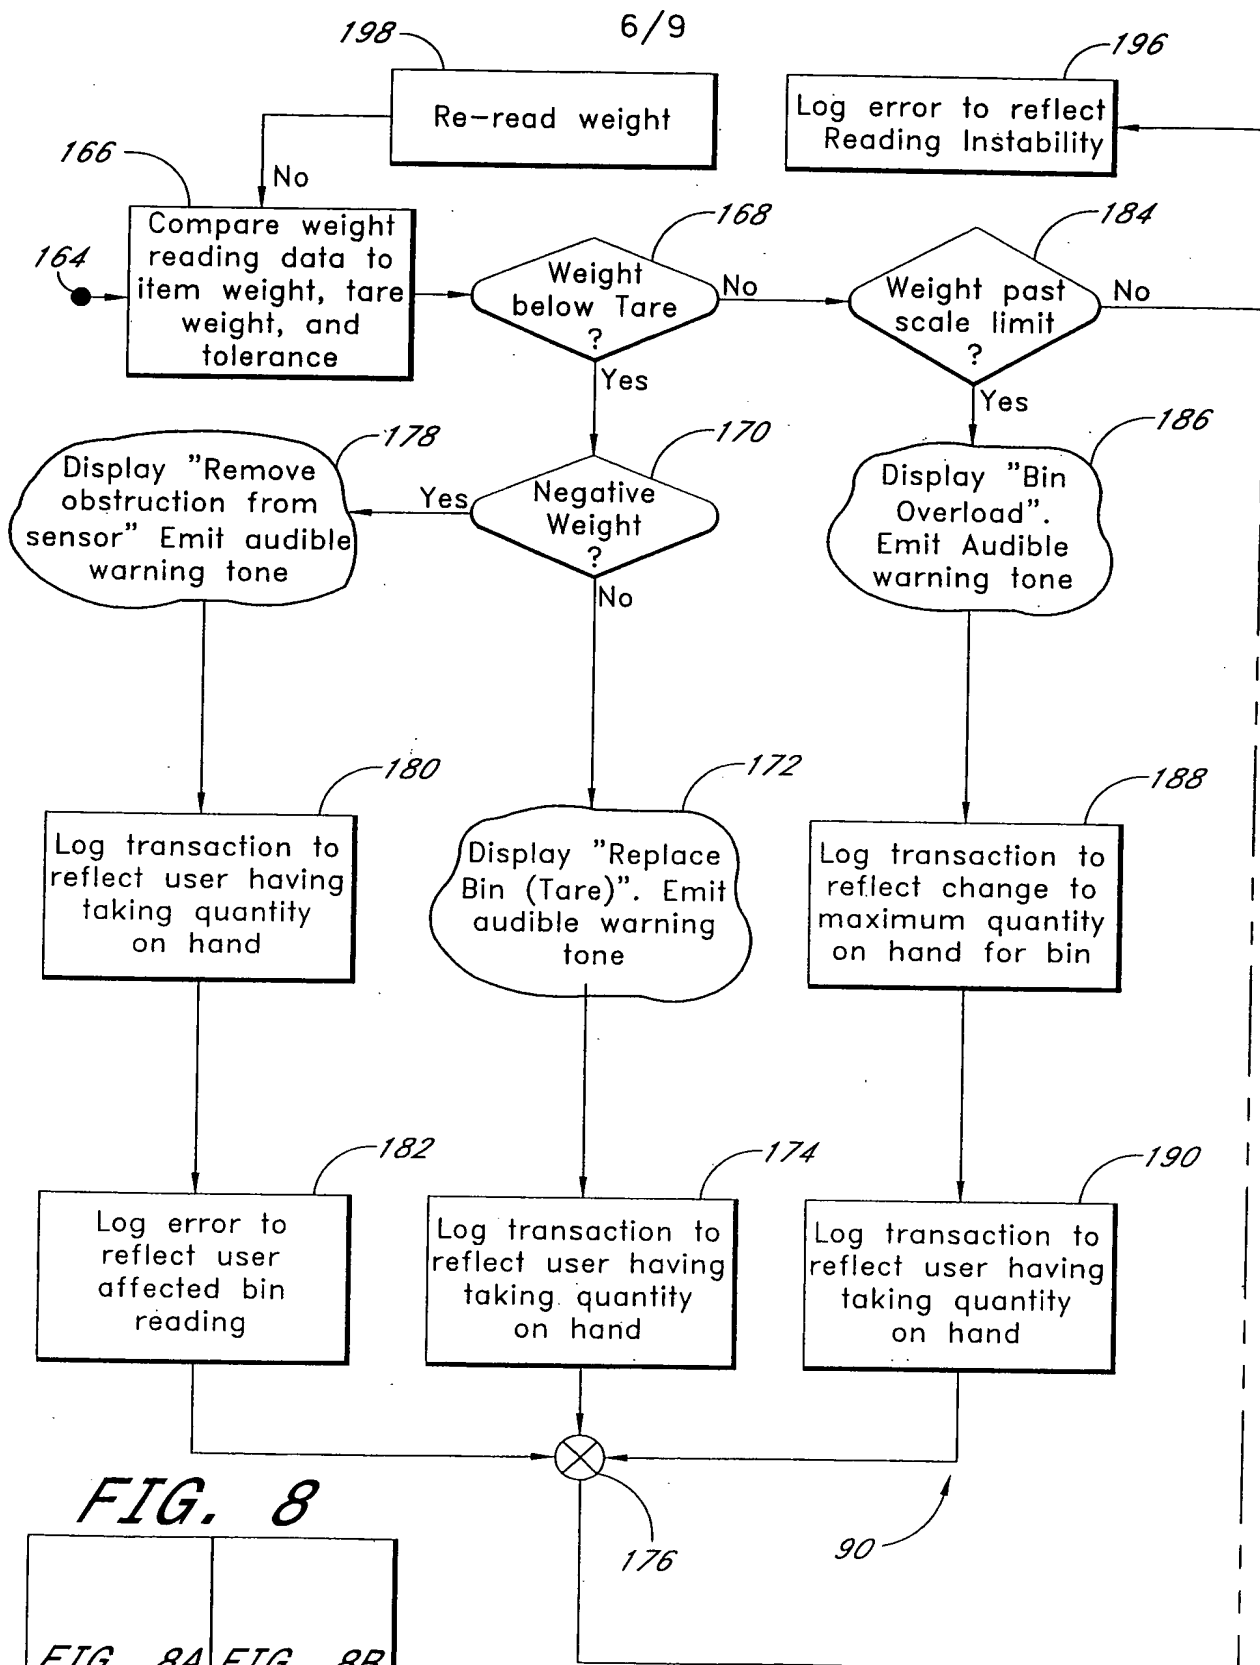 6/9
198
196
Re-read weight
Log error to reflect
Reading Instability
166
No
164
Compare weight
reading data to
item weight, tare
weight, and
tolerance
168
Weight
below Tare
?
No
Yes
184
Weight past
scale limit
?
No
Yes
178
Display "Remove
obstruction from
sensor" Emit audible
warning tone
Yes
170
Negative
Weight
?
No
186
Display "Bin
Overload".
Emit Audible
warning tone
180
Log transaction to
reflect user having
taking quantity
on hand
172
Display "Replace
Bin (Tare)". Emit
audible warning
tone
188
Log transaction to
reflect change to
maximum quantity
on hand for bin
182
Log error to
reflect user
affected bin
reading
174
Log transaction to
reflect user having
taking quantity
on hand
190
Log transaction to
reflect user having
taking quantity
on hand
176
90
FIG. 8
FIG. 8A
FIG. 8B